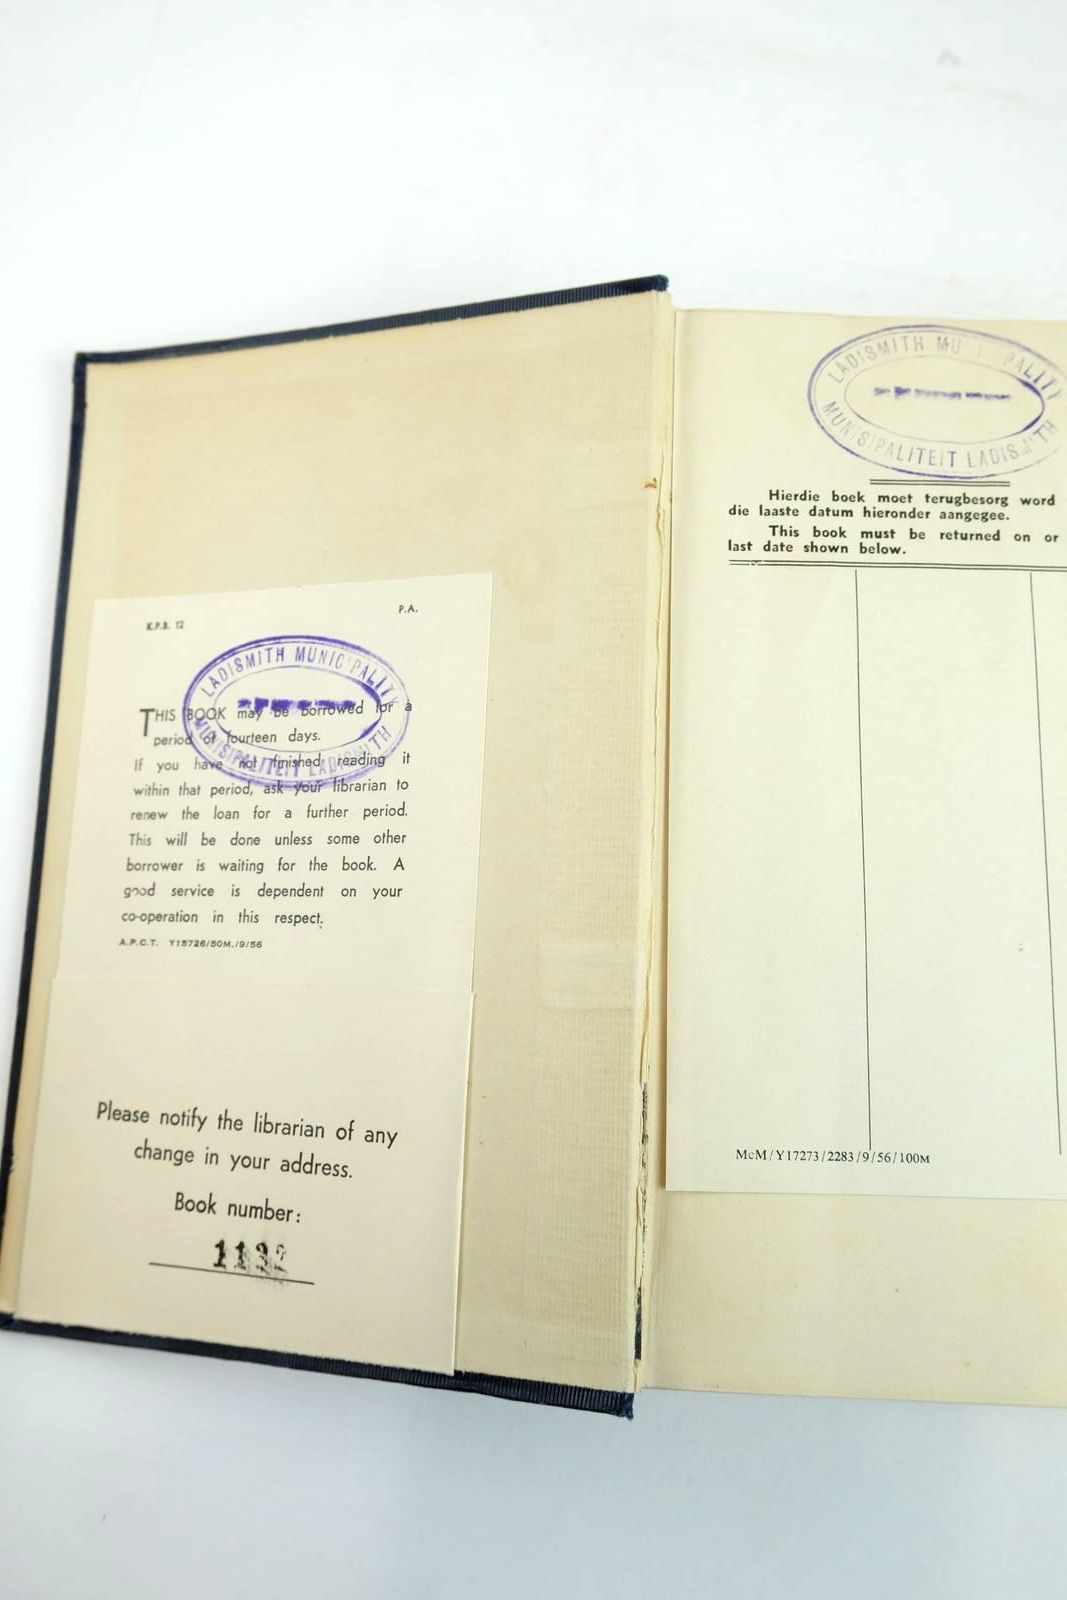 K.P.B. 12
P.A.
LADISMITH MUNICIPALITY
MUNISIPALITEIT LADISMITH
THIS BOOK may be borrowed for a
period of fourteen days.
If you have not finished reading it
within that period, ask your librarian to
renew the loan for a further period.
This will be done unless some other
borrower is waiting for the book. A
good service is dependent on your
co-operation in this respect.
A.P.C.T. Y15726/50M./9/56
Please notify the librarian of any
change in your address.
Book number:
LADISMITH MUNICIPALITY
MUNISIPALITEIT LADISMITH
Hierdie boek moet terugbesorg word
die laaste datum hieronder aangegee.
This book must be returned on or
last date shown below.
McM/Y17273/2283/9/56/100M